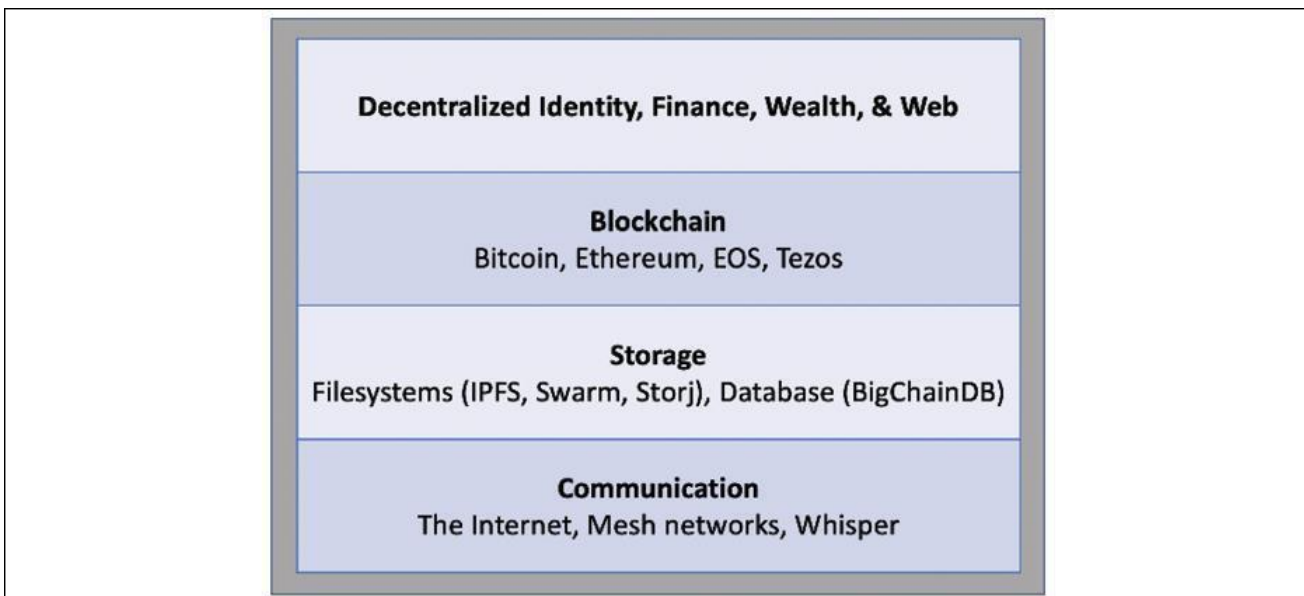 Decentralized Identity, Finance, Wealth, & Web
Blockchain
Bitcoin, Ethereum, EOS, Tezos
Storage
Filesystems (IPFS, Swarm, Storj), Database (BigChainDB)
Communication
The Internet, Mesh networks, Whisper